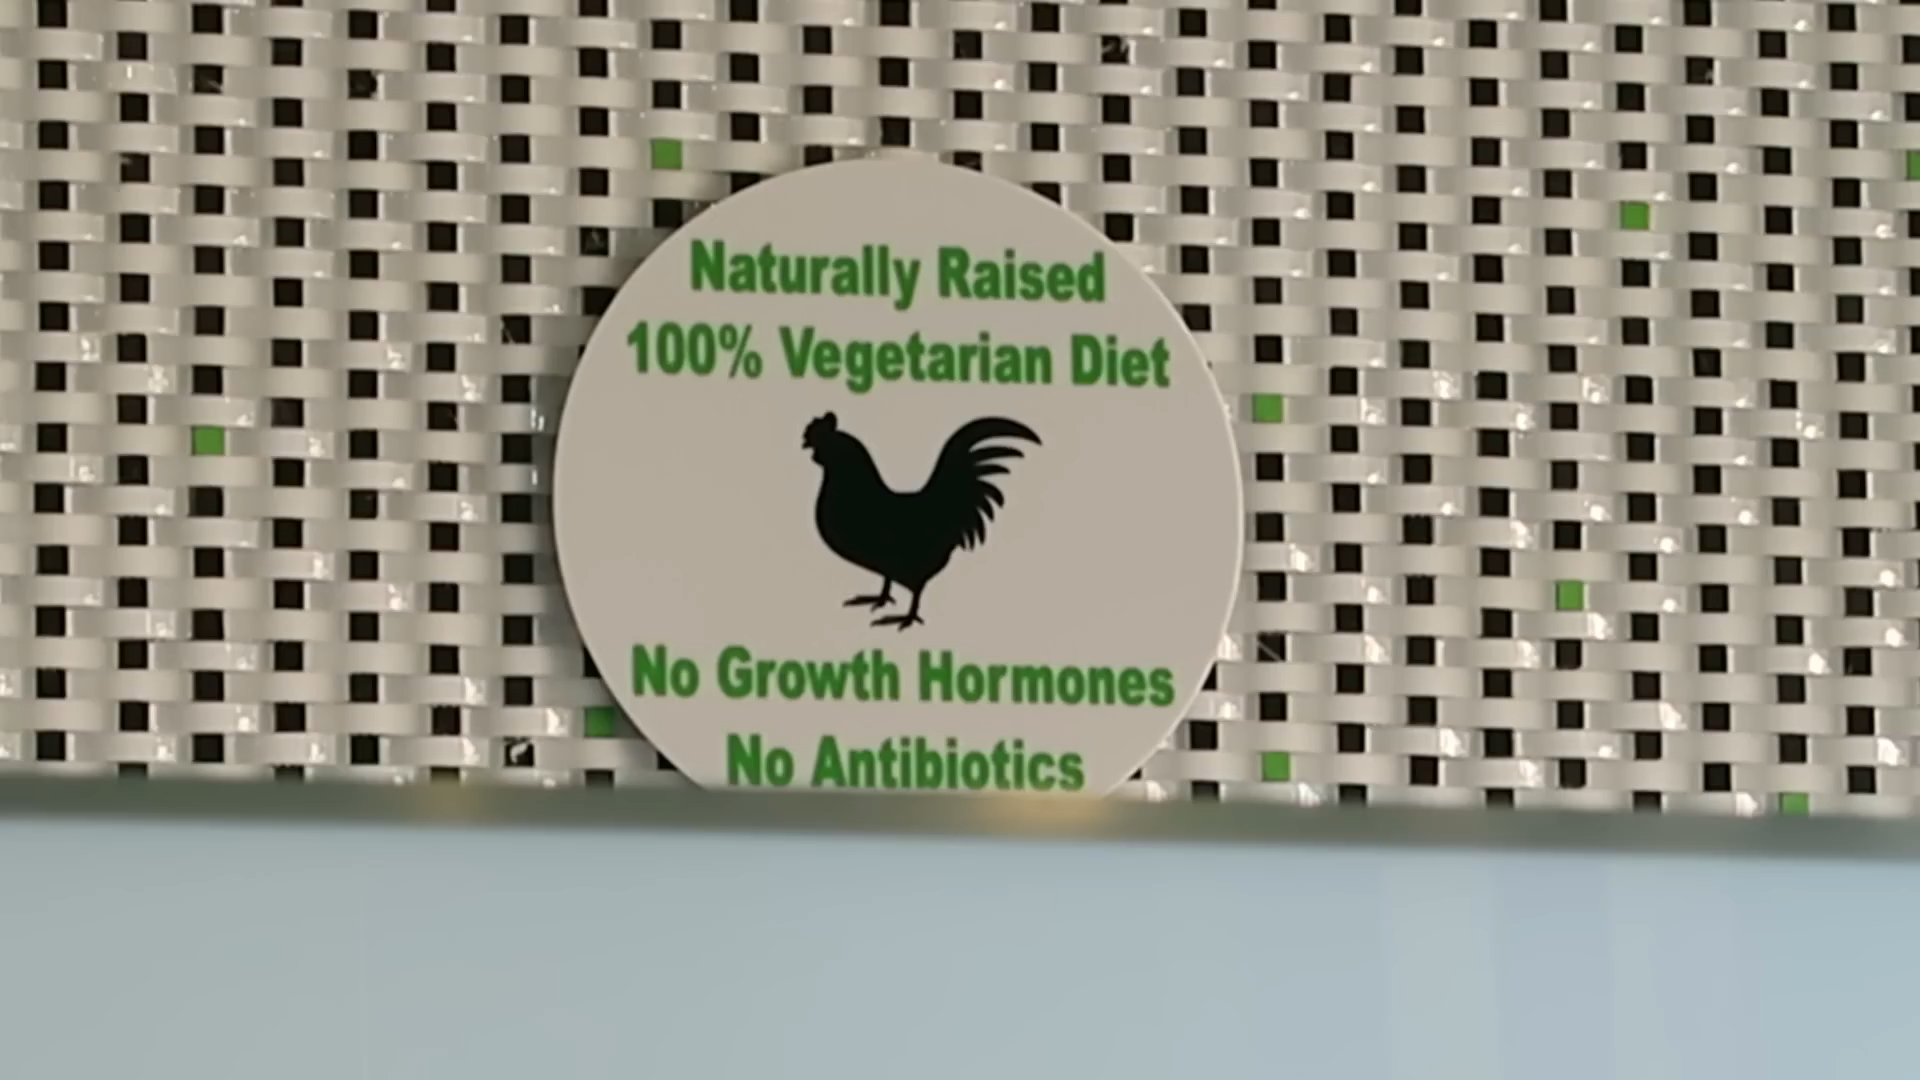 Naturally Raised
100% Vegetarian Diet
No Growth Hormones
No Antibiotics